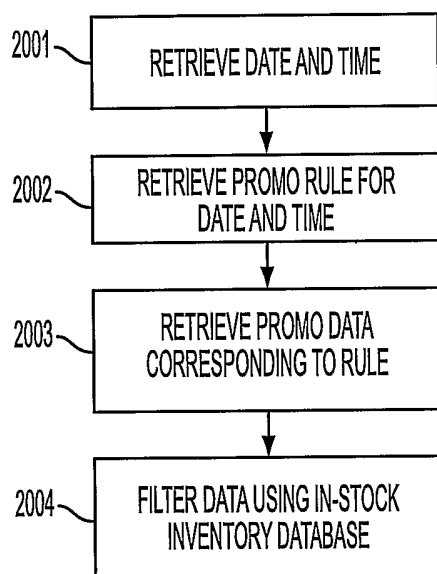 2001
RETRIEVE DATE AND TIME
2002
RETRIEVE PROMO RULE FOR
DATE AND TIME
2003
RETRIEVE PROMO DATA
CORRESPONDING TO RULE
2004
FILTER DATA USING IN-STOCK
INVENTORY DATABASE